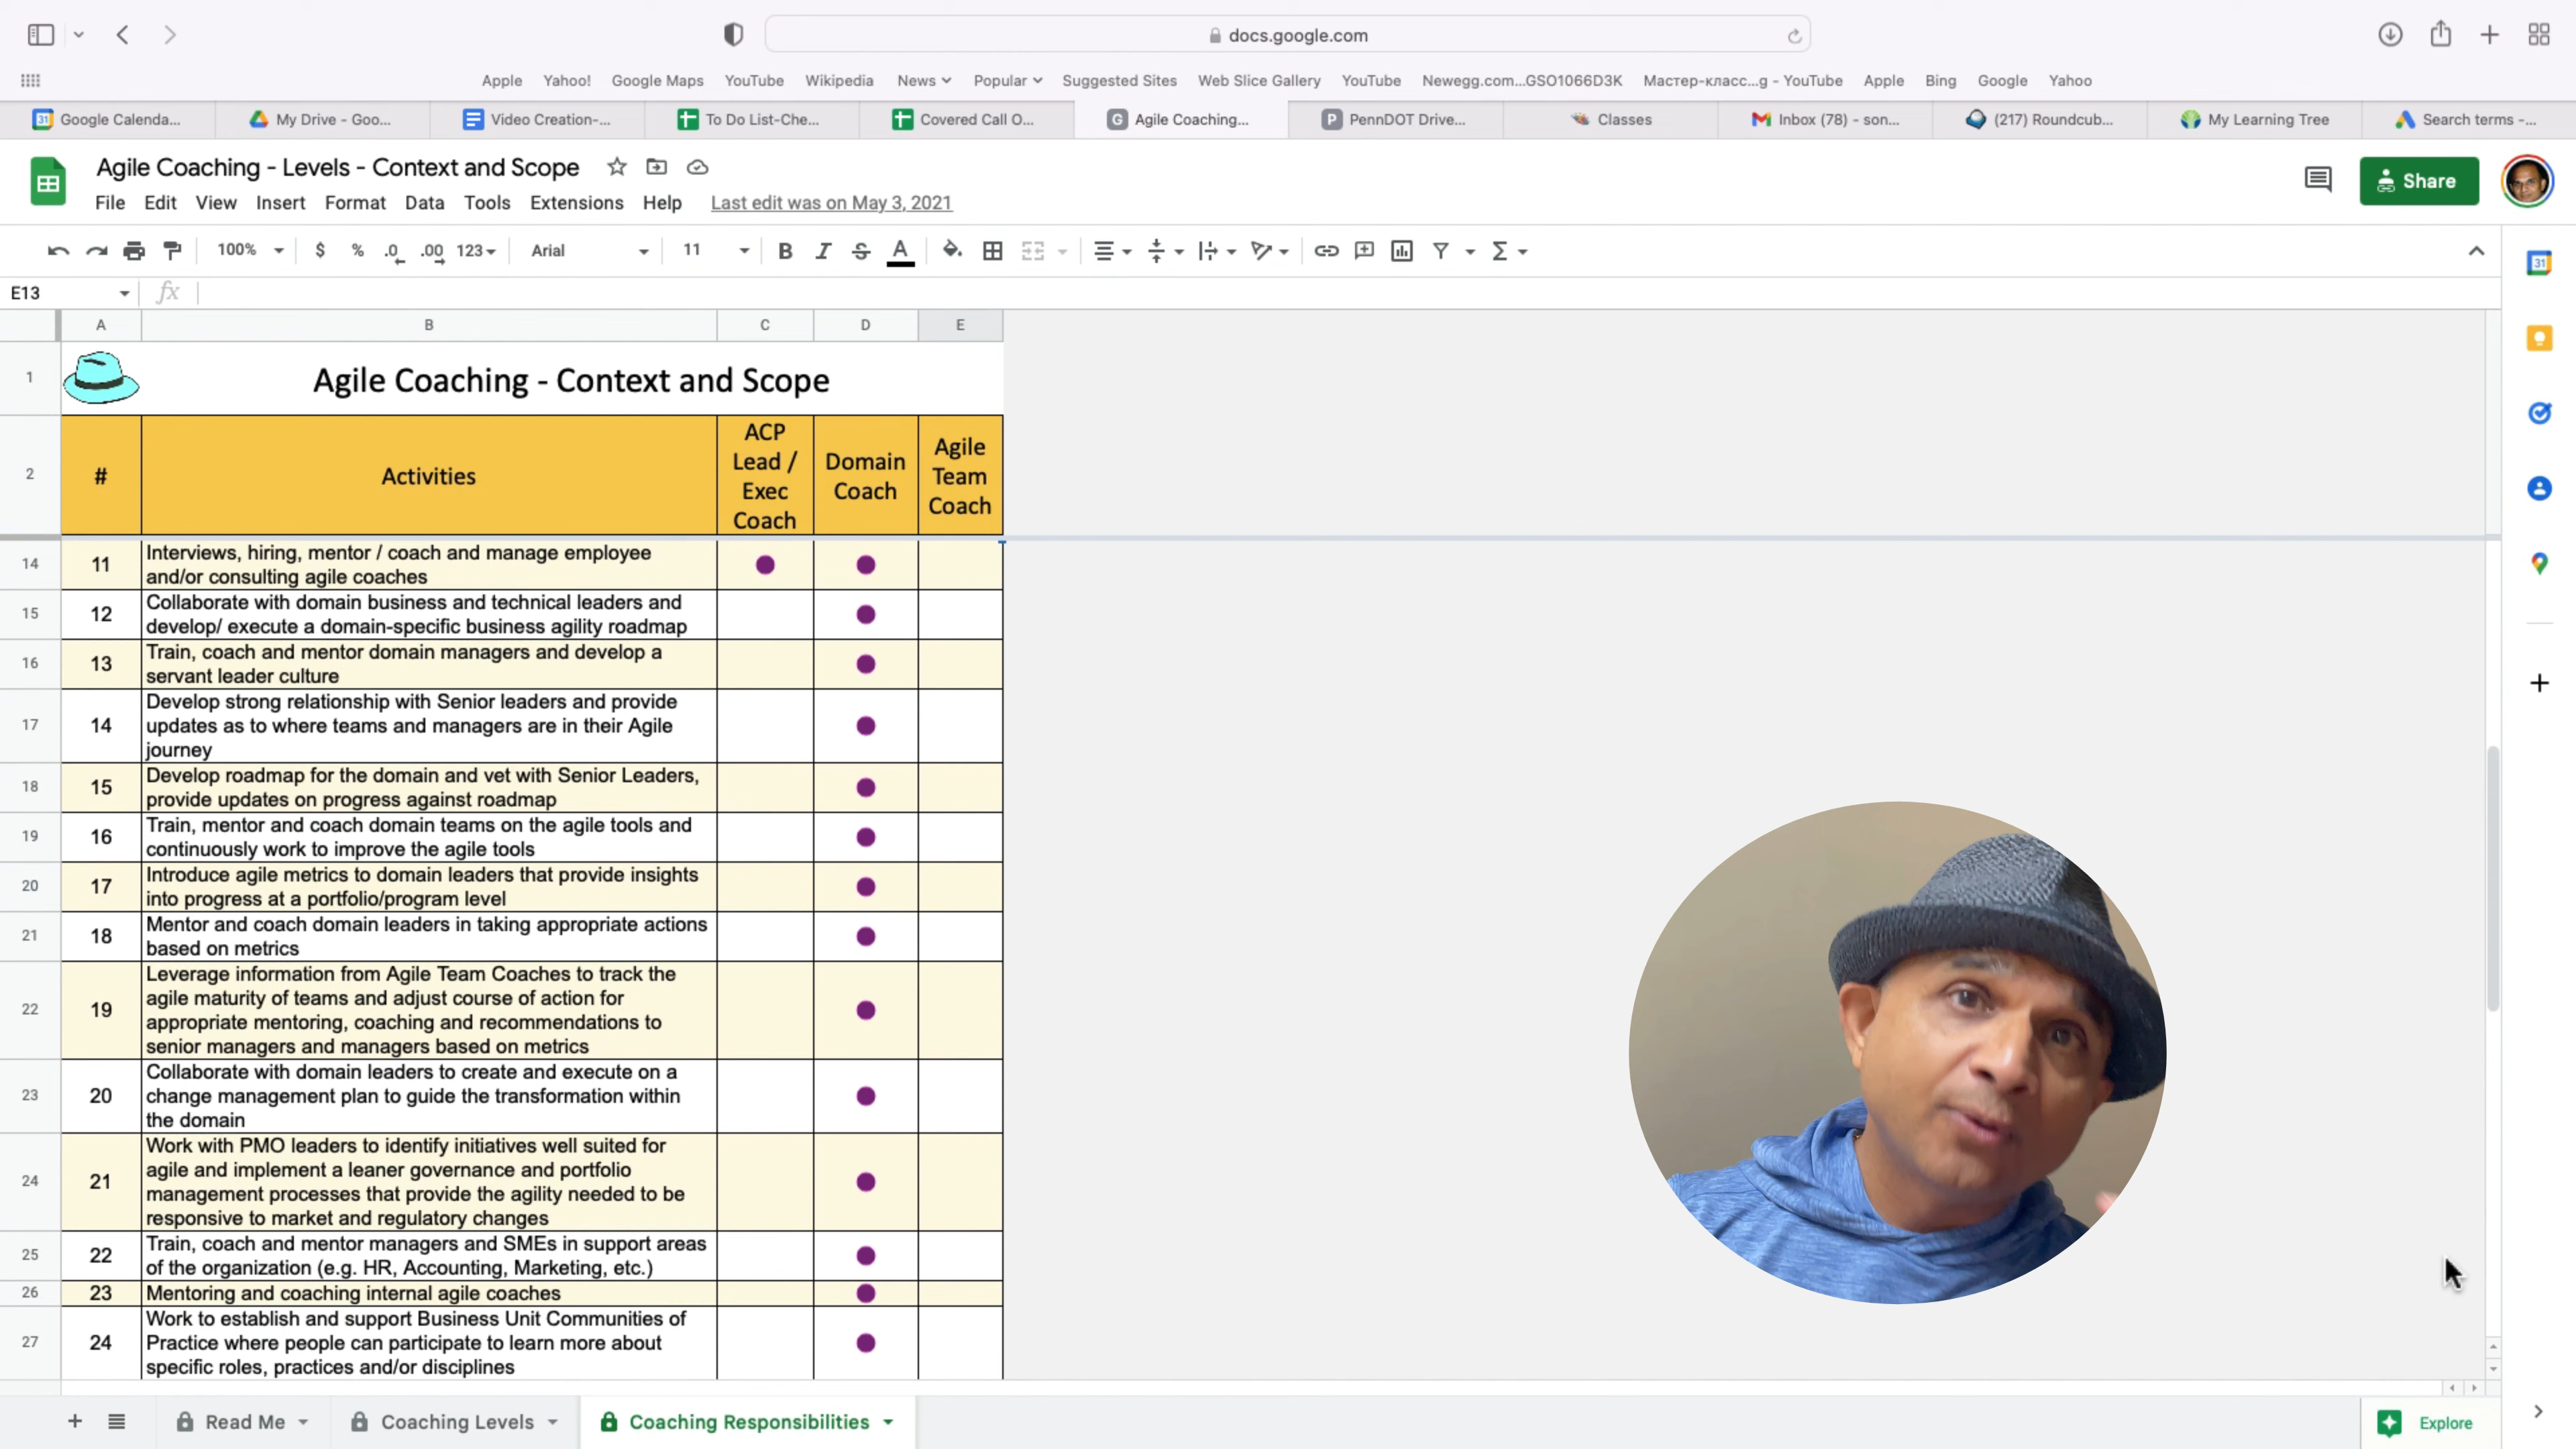 docs.google.com
Apple Yahoo! Google Maps YouTube Wikipedia News Popular Suggested Sites Web Slice Gallery YouTube Newegg.com...GSO1066D3K Мастер-класс...g - YouTube Apple Bing Google Yahoo
31 Google Calenda... My Drive - Goo... Video Creation-... To Do List-Che... Covered Call O... G Agile Coaching... P PennDOT Drive... Classes Inbox (78) - son... (217) Roundcub... My Learning Tree Search terms -...
Agile Coaching - Levels - Context and Scope
Share
File Edit View Insert Format Data Tools Extensions Help Last edit was on May 3, 2021
100% $ % .0 .00 123 Arial 11 B I S A Σ
31
E13 fx
A B C D E
1 Agile Coaching - Context and Scope
2 # Activities
ACP
Lead /
Exec
Coach
Domain
Coach
Agile
Team
Coach
14 11 Interviews, hiring, mentor / coach and manage employee
and/or consulting agile coaches
15 12 Collaborate with domain business and technical leaders and
develop/ execute a domain-specific business agility roadmap
16 13 Train, coach and mentor domain managers and develop a
servant leader culture
17 14 Develop strong relationship with Senior leaders and provide
updates as to where teams and managers are in their Agile
journey
18 15 Develop roadmap for the domain and vet with Senior Leaders,
provide updates on progress against roadmap
19 16 Train, mentor and coach domain teams on the agile tools and
continuously work to improve the agile tools
20 17 Introduce agile metrics to domain leaders that provide insights
into progress at a portfolio/program level
21 18 Mentor and coach domain leaders in taking appropriate actions
based on metrics
22 19 Leverage information from Agile Team Coaches to track the
agile maturity of teams and adjust course of action for
appropriate mentoring, coaching and recommendations to
senior managers and managers based on metrics
23 20 Collaborate with domain leaders to create and execute on a
change management plan to guide the transformation within
the domain
24 21 Work with PMO leaders to identify initiatives well suited for
agile and implement a leaner governance and portfolio
management processes that provide the agility needed to be
responsive to market and regulatory changes
25 22 Train, coach and mentor managers and SMEs in support areas
of the organization (e.g. HR, Accounting, Marketing, etc.)
26 23 Mentoring and coaching internal agile coaches
27 24 Work to establish and support Business Unit Communities of
Practice where people can participate to learn more about
specific roles, practices and/or disciplines
Read Me Coaching Levels Coaching Responsibilities Explore